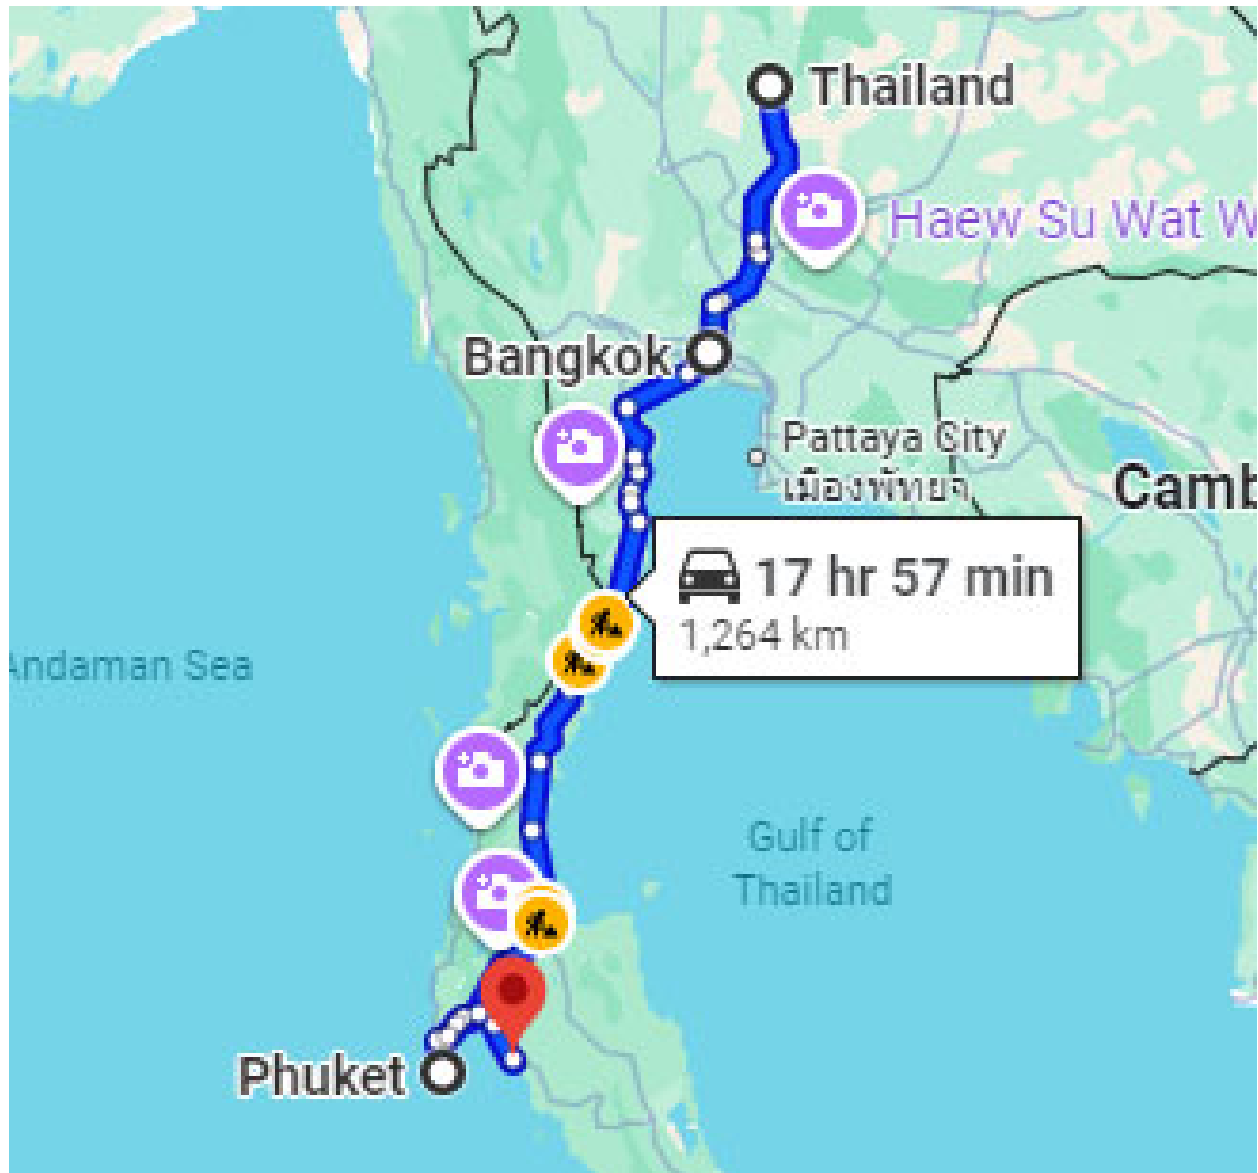 Thailand
Haew Su Wat W
Bangkok
Pattaya City
เมืองพัทยา
Camb
17 hr 57 min
1,264 km
Andaman Sea
Gulf of
Thailand
Phuket